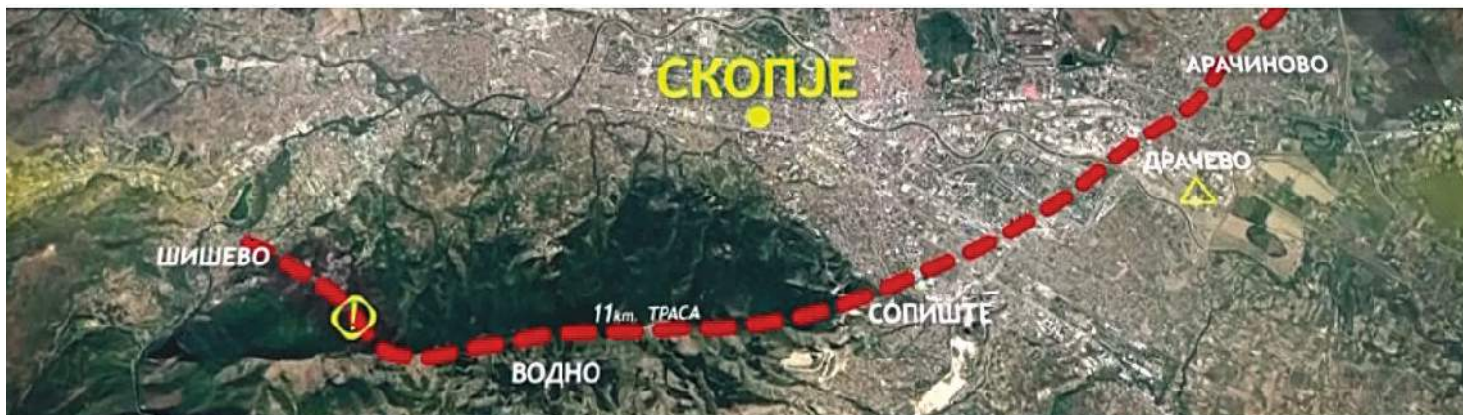 СКОПЈЕ
АРАЧИНОВО
ДРАЧЕВО
ШИШЕВО
!
11km. ТРАСА
СОПИШТЕ
ВОДНО